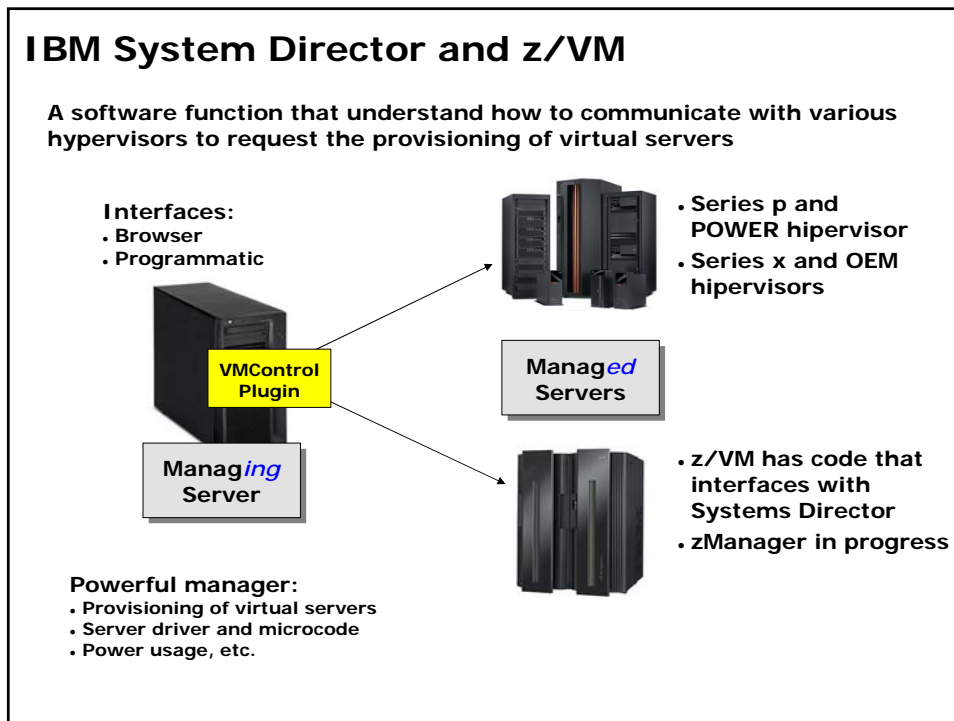 IBM System Director and z/VM
A software function that understand how to communicate with various
hypervisors to request the provisioning of virtual servers
Interfaces:
• Browser
• Programmatic
VMControl
Plugin
Managing
Server
Powerful manager:
• Provisioning of virtual servers
• Server driver and microcode
• Power usage, etc.
• Series p and
POWER hipervisor
• Series x and OEM
hipervisors
Managed
Servers
• z/VM has code that
interfaces with
Systems Director
• zManager in progress